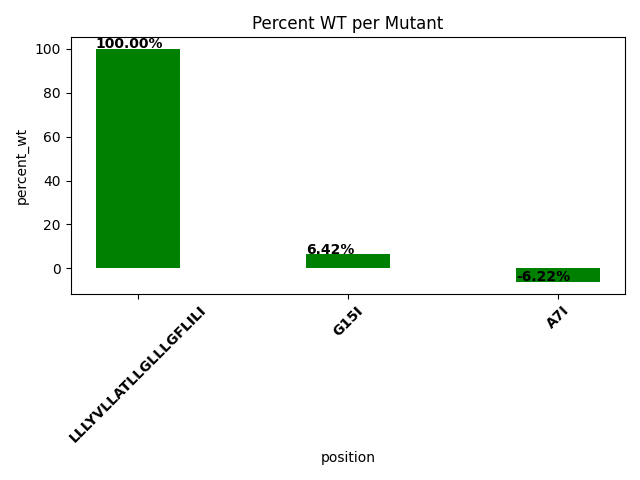 Percent WT per Mutant
100.00%
6.42%
-6.22%
percent_wt
100
80
60
40
20
0
LLLYVLLATLLGLLLGFLILI
G15I
A7I
position